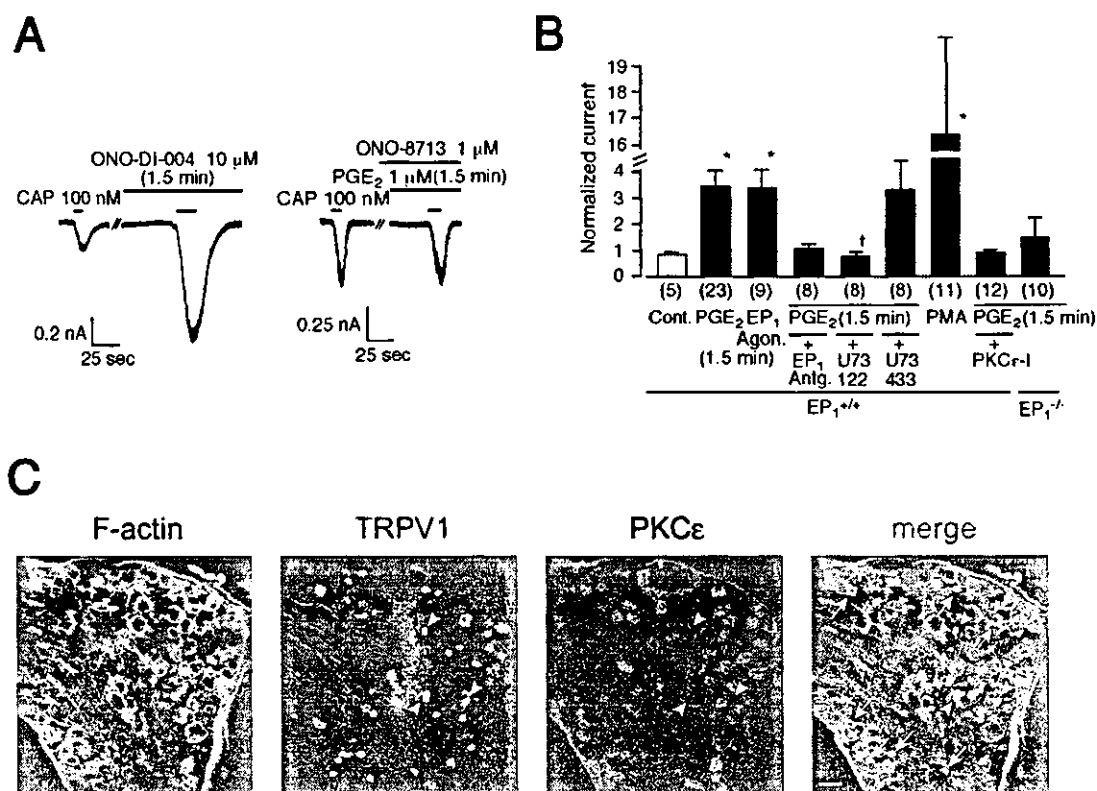 A
ONO-DI-004 10 μM
(1.5 min)
CAP 100 nM
0.2 nA
25 sec
ONO-8713 1 μM
PGE2 1 μM(1.5 min)
CAP 100 nM
0.25 nA
25 sec
B
Normalized current
19
18
17
16
4
3
2
1
0
*
*
†
*
(5) (23) (9) (8) (8) (8) (11) (12) (10)
Cont. PGE2 EP1 PGE2(1.5 min) PMA PGE2(1.5 min)
Agon. + + + +
(1.5 min) EP1 U73 U73 PKCε-I
Antg. 122 433
EP1+/+ EP1-/-
C
F-actin TRPV1 PKCε merge